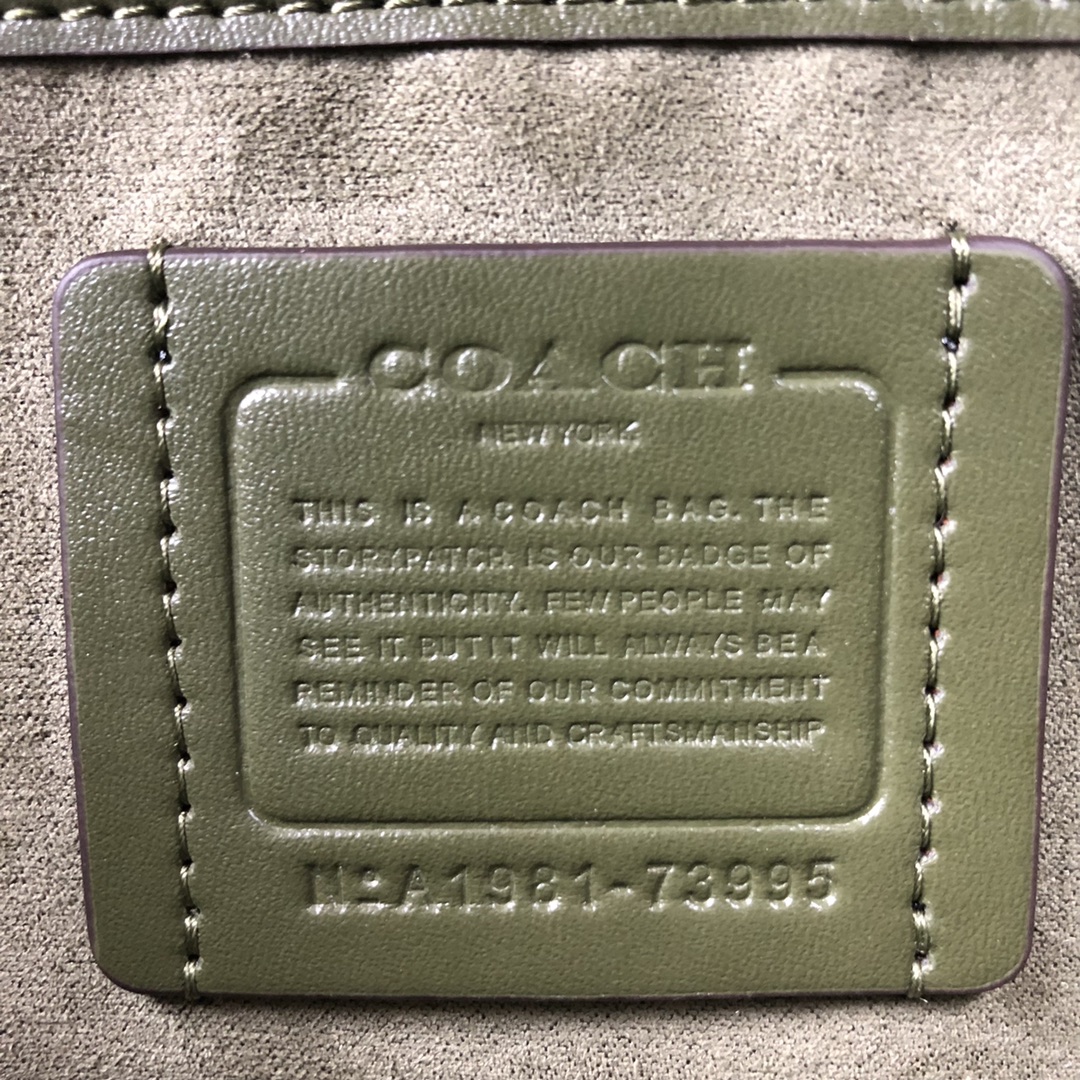 COACH
NEW YORK
THIS IS A COACH BAG. THE
STORYPATCH IS OUR BADGE OF
AUTHENTICITY. FEW PEOPLE MAY
SEE IT. BUT IT WILL ALWAYS BE A
REMINDER OF OUR COMMITMENT
TO QUALITY AND CRAFTSMANSHIP
Nº A1981-73995